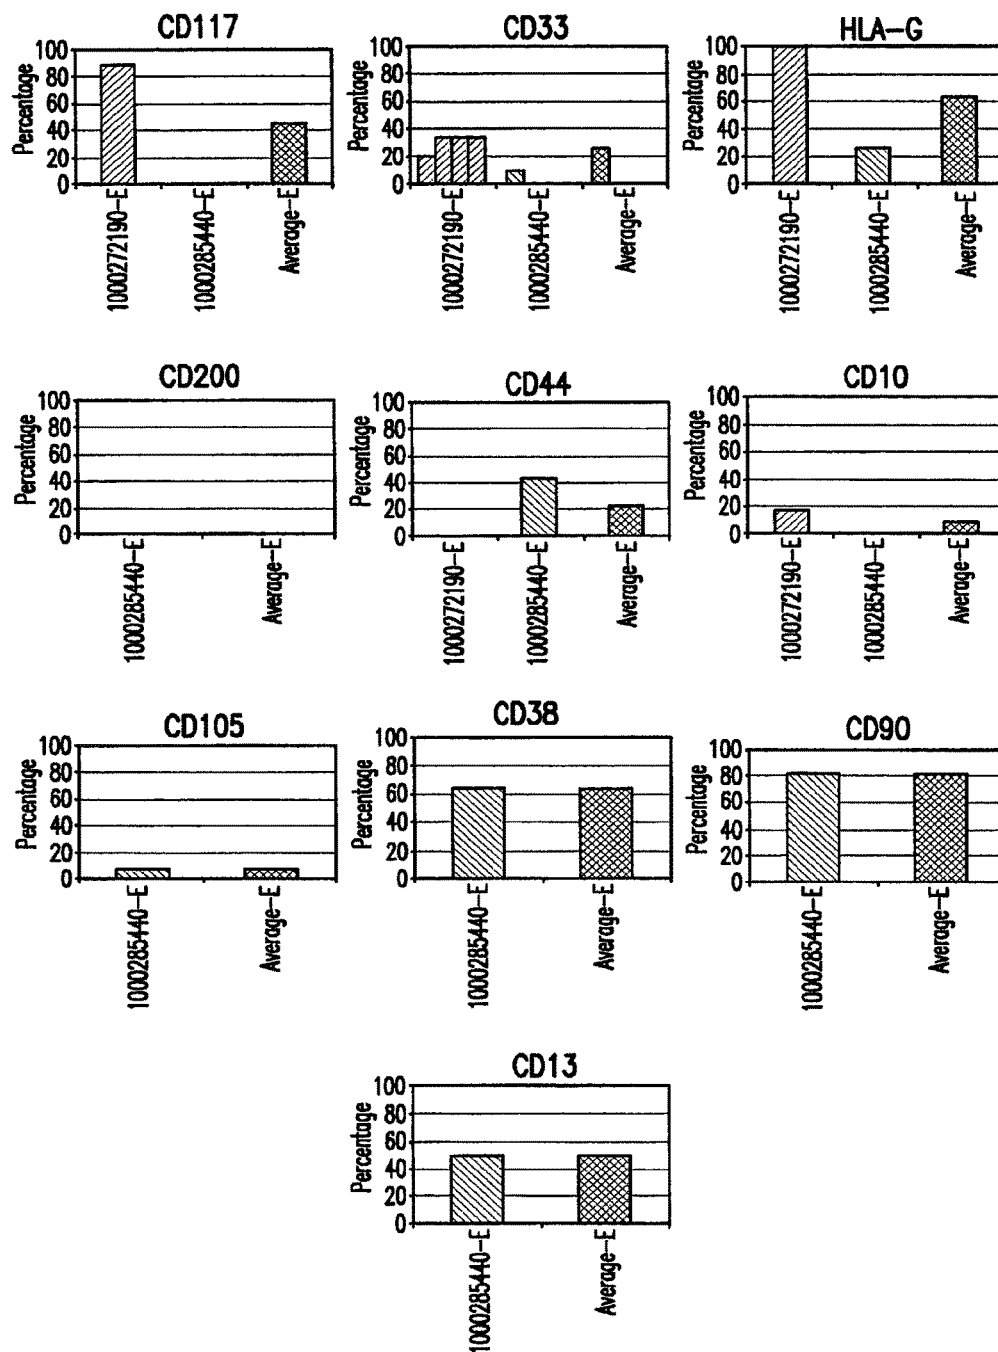 CD117
Percentage
100
80
60
40
20
0
1000272190-E
1000285440-E
Average-E
CD33
Percentage
100
80
60
40
20
0
1000272190-E
1000285440-E
Average-E
HLA-G
Percentage
100
80
60
40
20
0
1000272190-E
1000285440-E
Average-E
CD200
Percentage
100
80
60
40
20
0
1000285440-E
Average-E
CD44
Percentage
100
80
60
40
20
0
1000272190-E
1000285440-E
Average-E
CD10
Percentage
100
80
60
40
20
0
1000272190-E
1000285440-E
Average-E
CD105
Percentage
100
80
60
40
20
0
1000285440-E
Average-E
CD38
Percentage
100
80
60
40
20
0
1000285440-E
Average-E
CD90
Percentage
100
80
60
40
20
0
1000285440-E
Average-E
CD13
Percentage
100
80
60
40
20
0
1000285440-E
Average-E